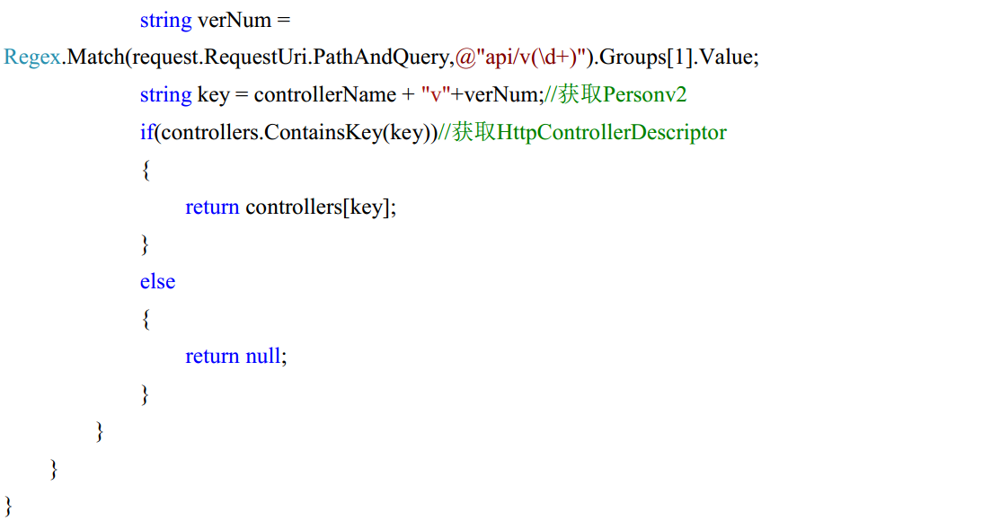 string verNum =
Regex.Match(request.RequestUri.PathAndQuery,@"api/v(\d+)").Groups[1].Value;
string key = controllerName + "v"+verNum;//获取Personv2
if(controllers.ContainsKey(key))//获取HttpControllerDescriptor
{
return controllers[key];
}
else
{
return null;
}
}
}
}